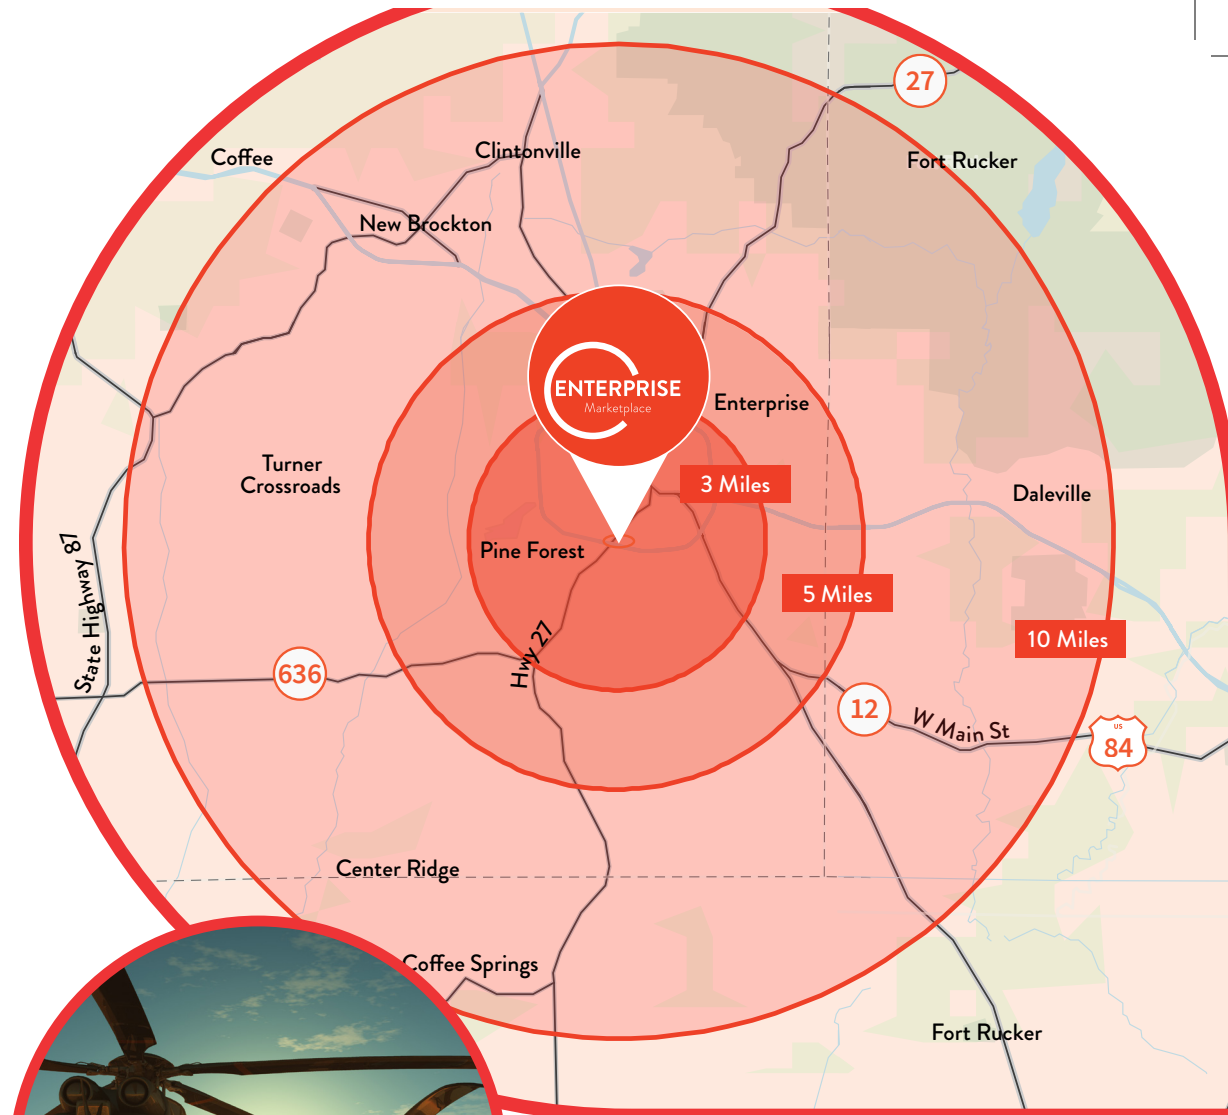 27
Coffee
Clintonville
Fort Rucker
New Brockton
ENTERPRISE
Marketplace
Enterprise
Turner
Crossroads
3 Miles
Daleville
Pine Forest
State Highway 87
5 Miles
10 Miles
Hwy 27
636
12
W Main St
US
84
Center Ridge
Coffee Springs
Fort Rucker